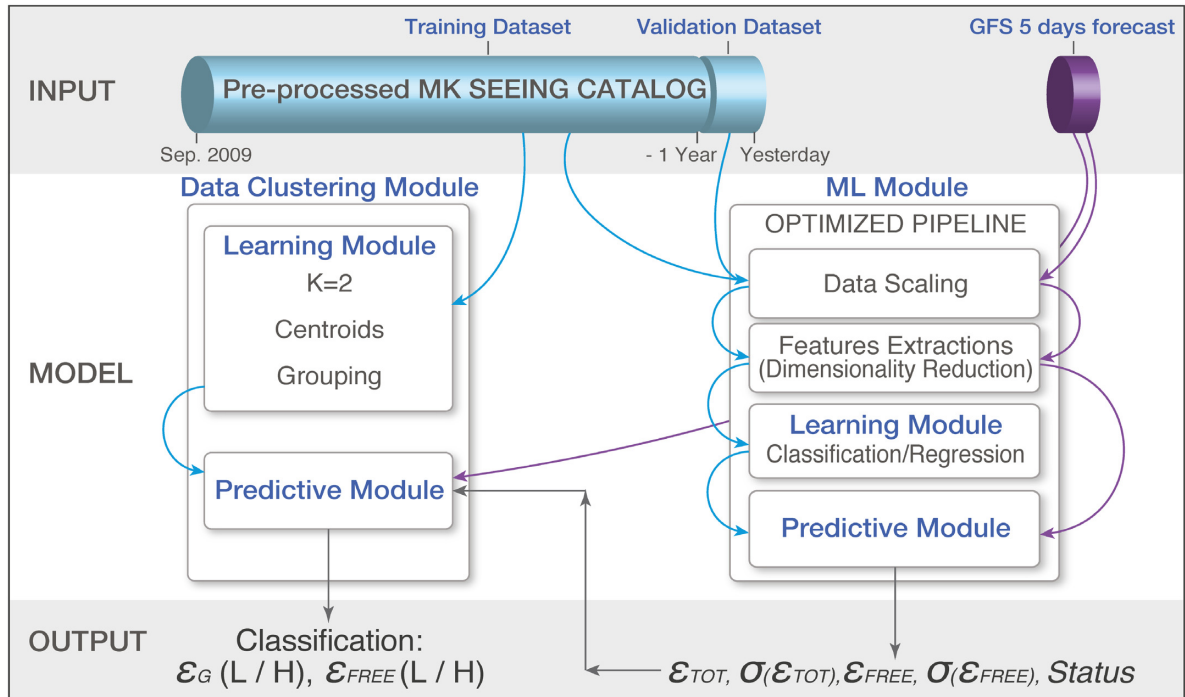 Training Dataset
Validation Dataset
GFS 5 days forecast
INPUT
Pre-processed MK SEEING CATALOG
Sep. 2009
- 1 Year
Yesterday
MODEL
Data Clustering Module
Learning Module
K=2
Centroids
Grouping
Predictive Module
ML Module
OPTIMIZED PIPELINE
Data Scaling
Features Extractions
(Dimensionality Reduction)
Learning Module
Classification/Regression
Predictive Module
OUTPUT
Classification:
εG (L / H), εFREE (L / H)
εTOT, σ(εTOT), εFREE, σ(εFREE), Status